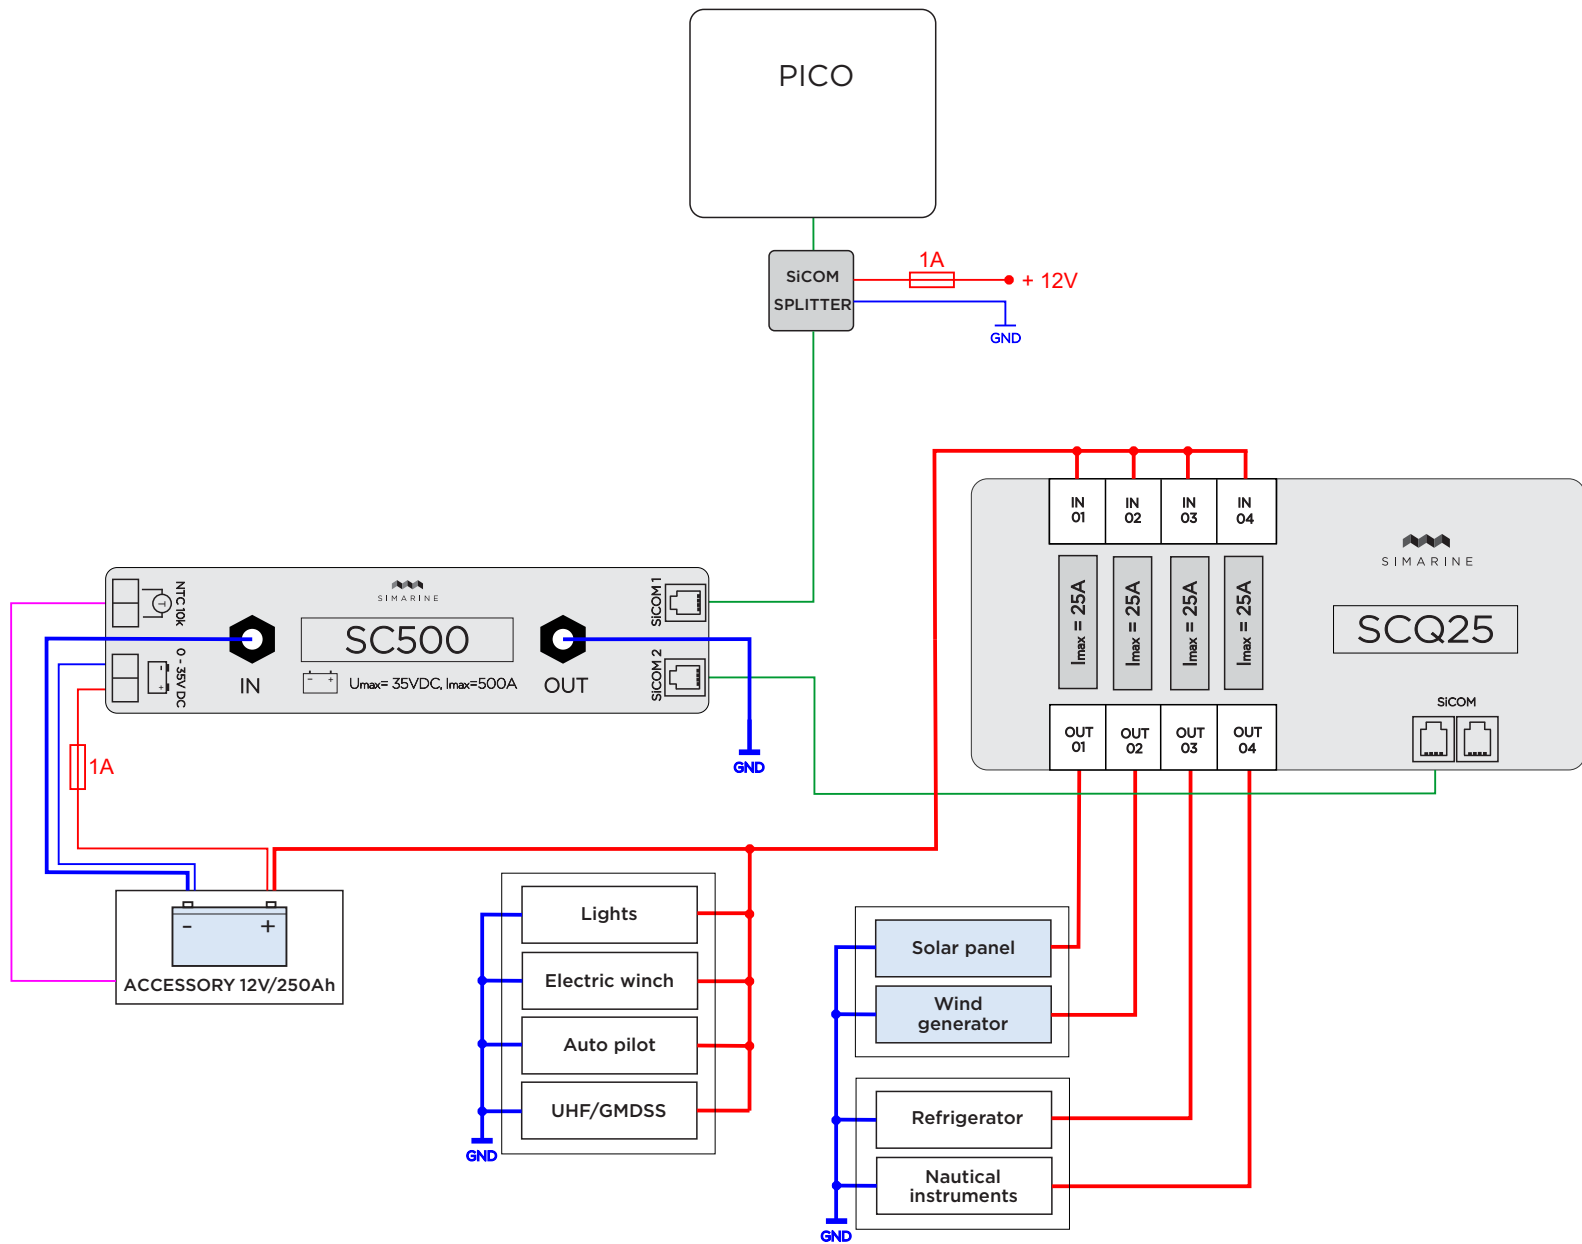 PICO
SiCOM
SPLITTER
1A
+ 12V
GND
IN
01
IN
02
IN
03
IN
04
Imax = 25A
Imax = 25A
Imax = 25A
Imax = 25A
SIMARINE
SCQ25
OUT
01
OUT
02
OUT
03
OUT
04
SiCOM
NTC 10k
T
0 - 35V DC
- +
SIMARINE
SC500
IN
- +
Umax= 35VDC, Imax=500A
OUT
SiCOM 1
SiCOM 2
GND
1A
- +
ACCESSORY 12V/250Ah
Lights
Electric winch
Auto pilot
UHF/GMDSS
GND
Solar panel
Wind
generator
Refrigerator
Nautical
instruments
GND